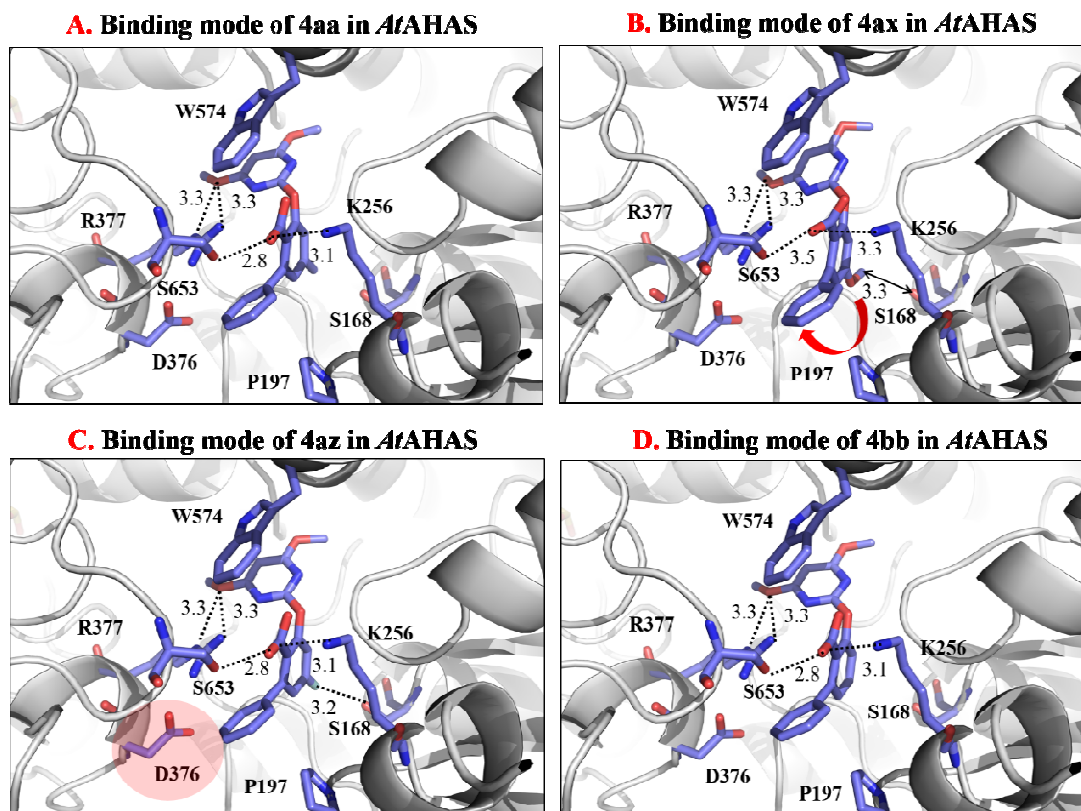 A. Binding mode of 4aa in AtAHAS
W574
3.3
3.3
R377
K256
2.8
3.1
S653
S168
D376
P197
B. Binding mode of 4ax in AtAHAS
W574
3.3
3.3
R377
K256
3.5
3.3
S653
3.3
S168
D376
P197
C. Binding mode of 4az in AtAHAS
W574
3.3
3.3
R377
K256
2.8
3.1
S653
3.2
S168
D376
P197
D. Binding mode of 4bb in AtAHAS
W574
3.3
3.3
R377
K256
2.8
3.1
S653
S168
D376
P197